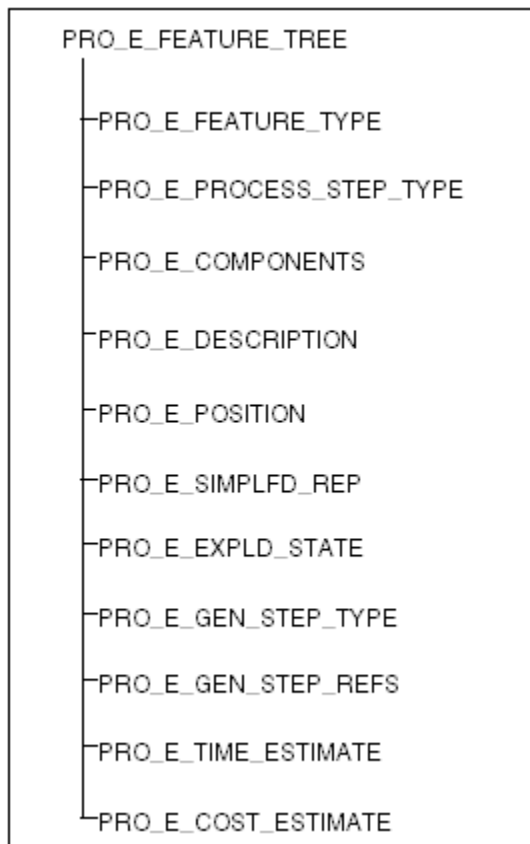 PRO_E_FEATURE_TREE
PRO_E_FEATURE_TYPE
PRO_E_PROCESS_STEP_TYPE
PRO_E_COMPONENTS
PRO_E_DESCRIPTION
PRO_E_POSITION
PRO_E_SIMPLFD_REP
PRO_E_EXPLD_STATE
PRO_E_GEN_STEP_TYPE
PRO_E_GEN_STEP_REFS
PRO_E_TIME_ESTIMATE
PRO_E_COST_ESTIMATE